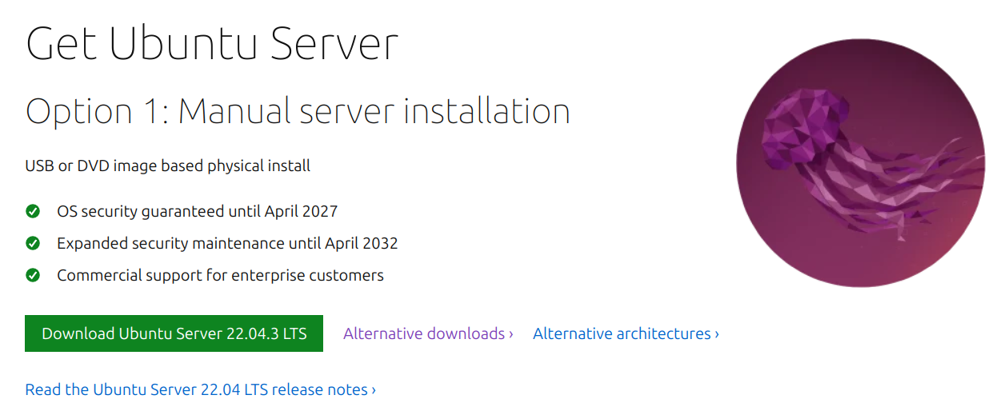 Get Ubuntu Server
Option 1: Manual server installation
USB or DVD image based physical install
OS security guaranteed until April 2027
Expanded security maintenance until April 2032
Commercial support for enterprise customers
Download Ubuntu Server 22.04.3 LTS Alternative downloads › Alternative architectures ›
Read the Ubuntu Server 22.04 LTS release notes ›